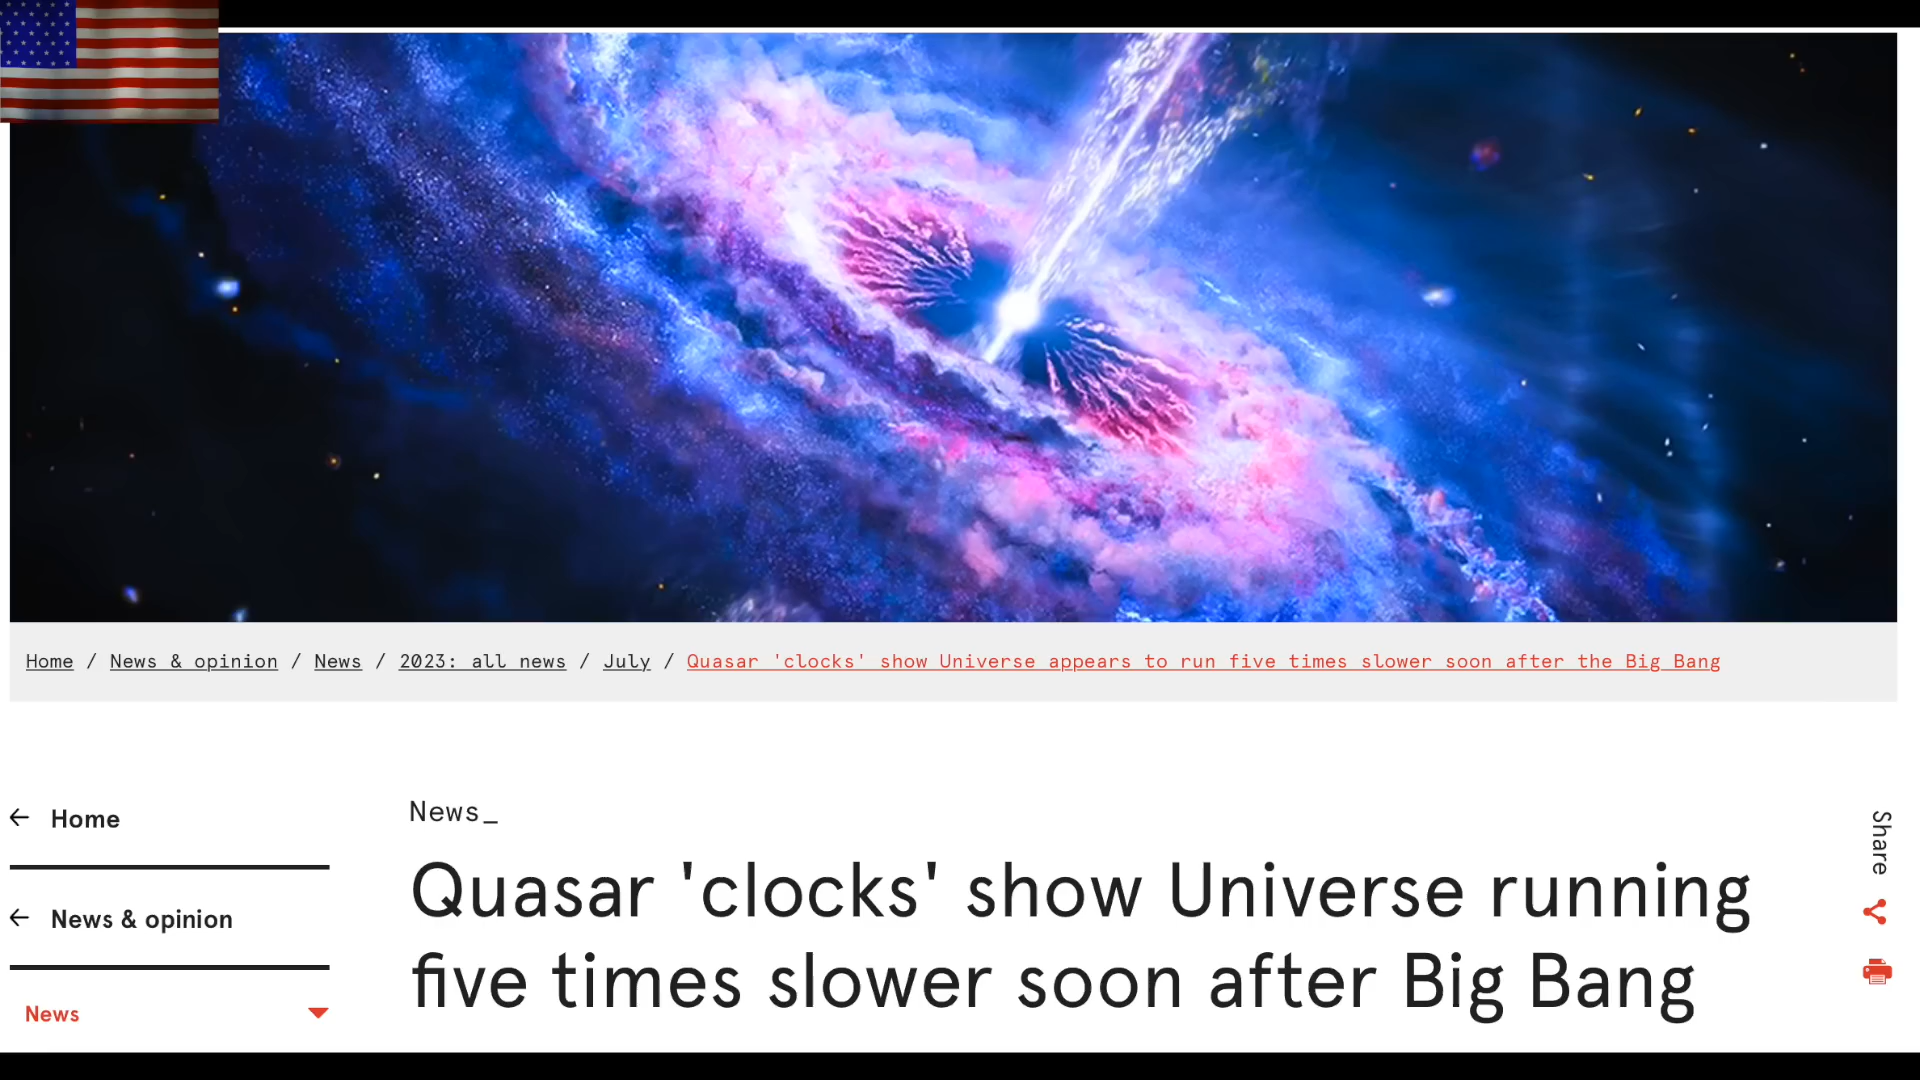 Home / News & opinion / News / 2023: all news / July / Quasar 'clocks' show Universe appears to run five times slower soon after the Big Bang
← Home
← News & opinion
News
News_
Quasar 'clocks' show Universe running
five times slower soon after Big Bang
Share